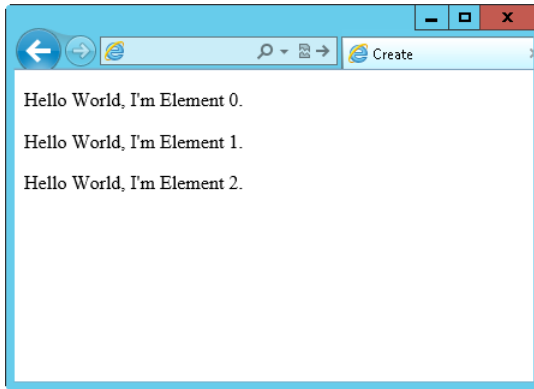 Create
Hello World, I'm Element 0.
Hello World, I'm Element 1.
Hello World, I'm Element 2.